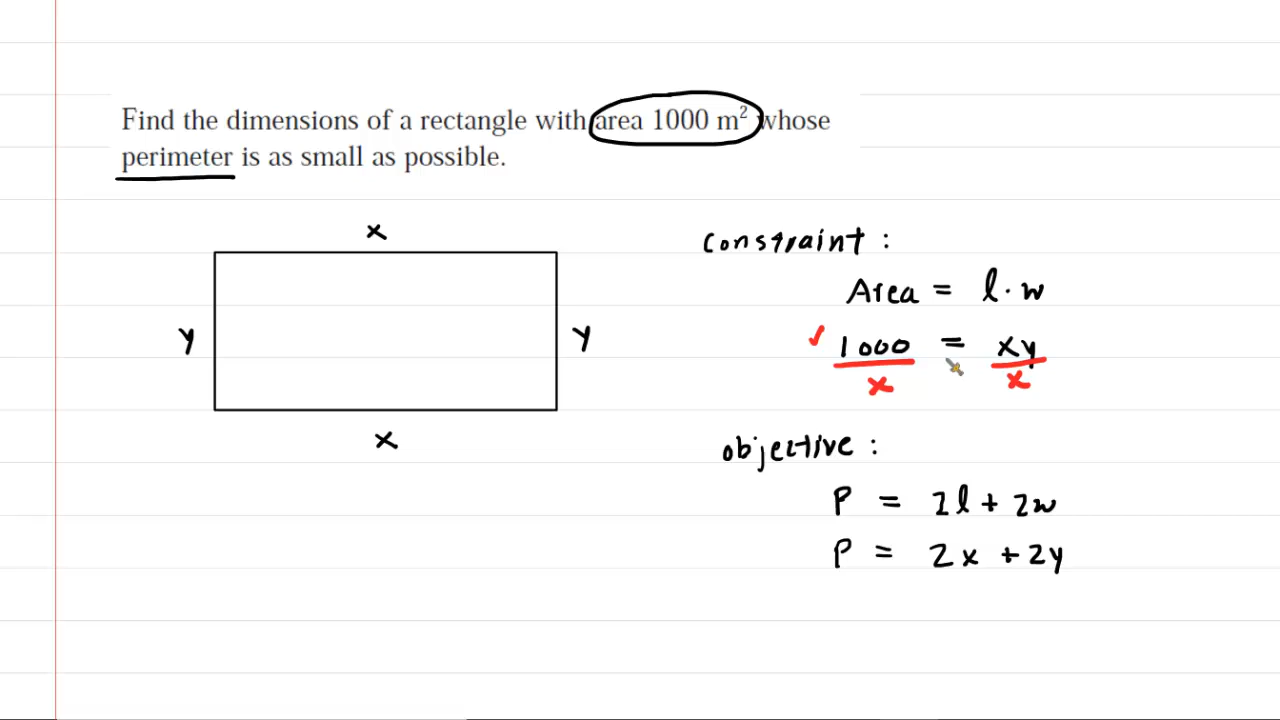 Find the dimensions of a rectangle with area 1000 m² whose
perimeter is as small as possible.
x
y
y
x
constraint :
Area = l · w
✓ 1000 = xy
x x
objective :
P = 2l + 2w
P = 2x + 2y